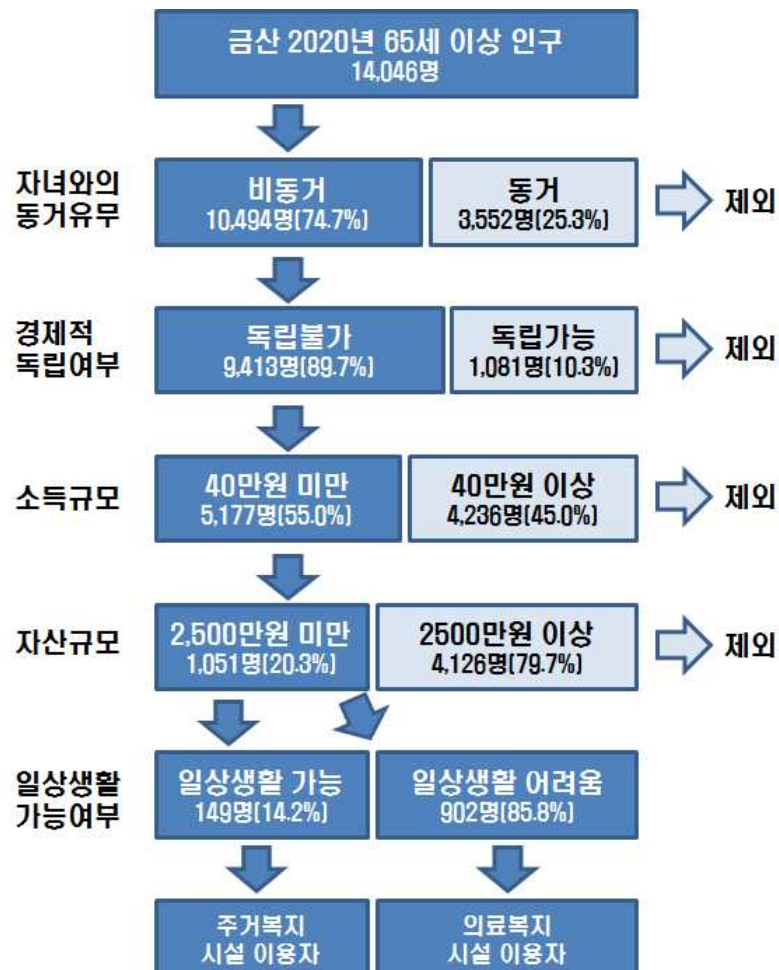 금산 2020년 65세 이상 인구
14,046명
자녀와의
동거유무
비동거
10,494명(74.7%)
동거
3,552명(25.3%)
제외
경제적
독립여부
독립불가
9,413명(89.7%)
독립가능
1,081명(10.3%)
제외
소득규모
40만원 미만
5,177명(55.0%)
40만원 이상
4,236명(45.0%)
제외
자산규모
2,500만원 미만
1,051명(20.3%)
2500만원 이상
4,126명(79.7%)
제외
일상생활
가능여부
일상생활 가능
149명(14.2%)
일상생활 어려움
902명(85.8%)
주거복지
시설 이용자
의료복지
시설 이용자